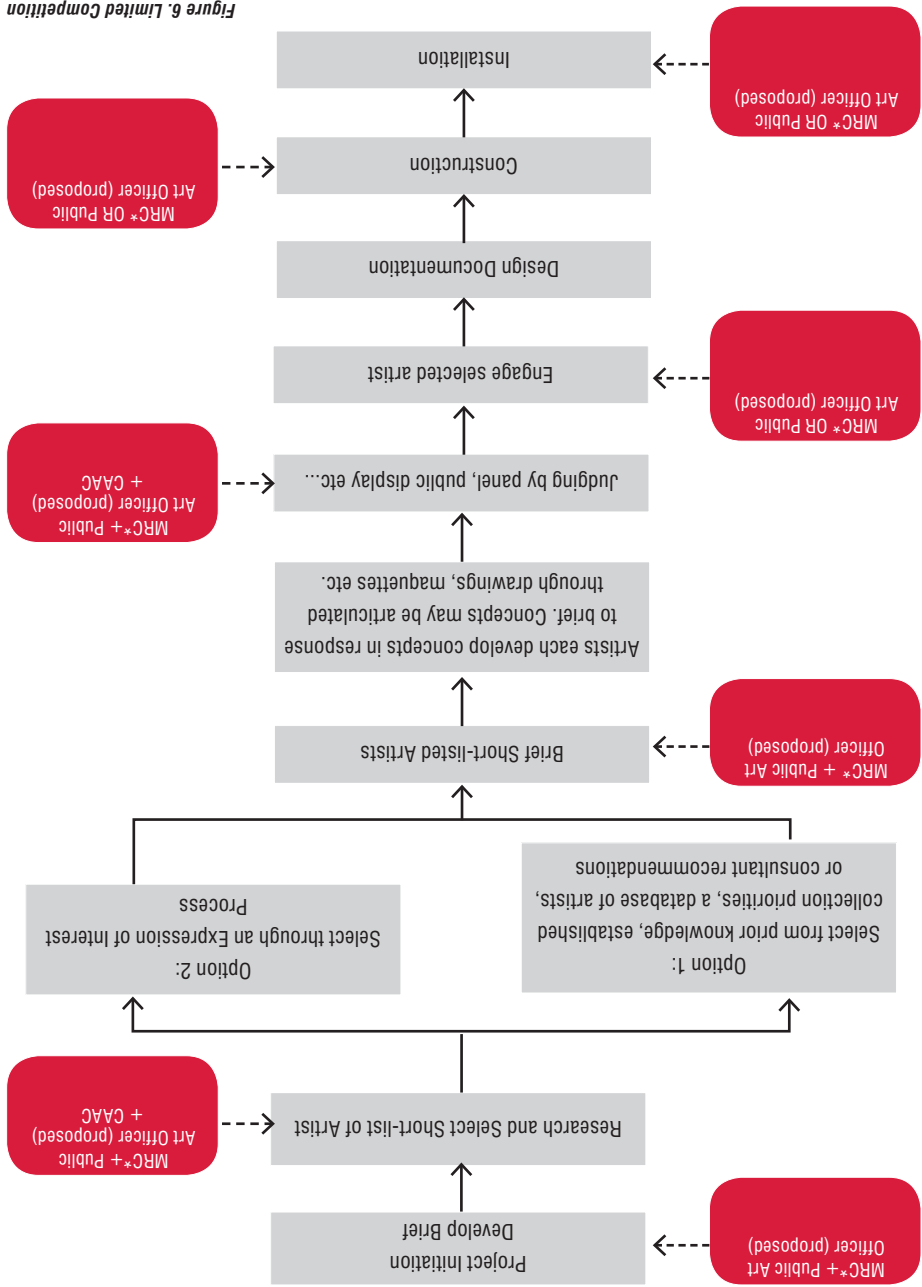 MRC*+ Public Art
Officer (proposed)
Project Initiation
Develop Brief
Research and Select Short-list of Artist
MRC*+ Public
Art Officer (proposed)
+ CAAC
Option 1:
Select from prior knowledge, established
collection priorities, a database of artists,
or consultant recommendations
Option 2:
Select through an Expression of Interest
Process
MRC* + Public Art
Officer (proposed)
Brief Short-listed Artists
Artists each develop concepts in response
to brief. Concepts may be articulated
through drawings, maquettes etc.
Judging by panel, public display etc...
MRC*+ Public
Art Officer (proposed)
+ CAAC
MRC* OR Public
Art Officer (proposed)
Engage selected artist
Design Documentation
Construction
MRC* OR Public
Art Officer (proposed)
MRC* OR Public
Art Officer (proposed)
Installation
Figure 6. Limited Competition